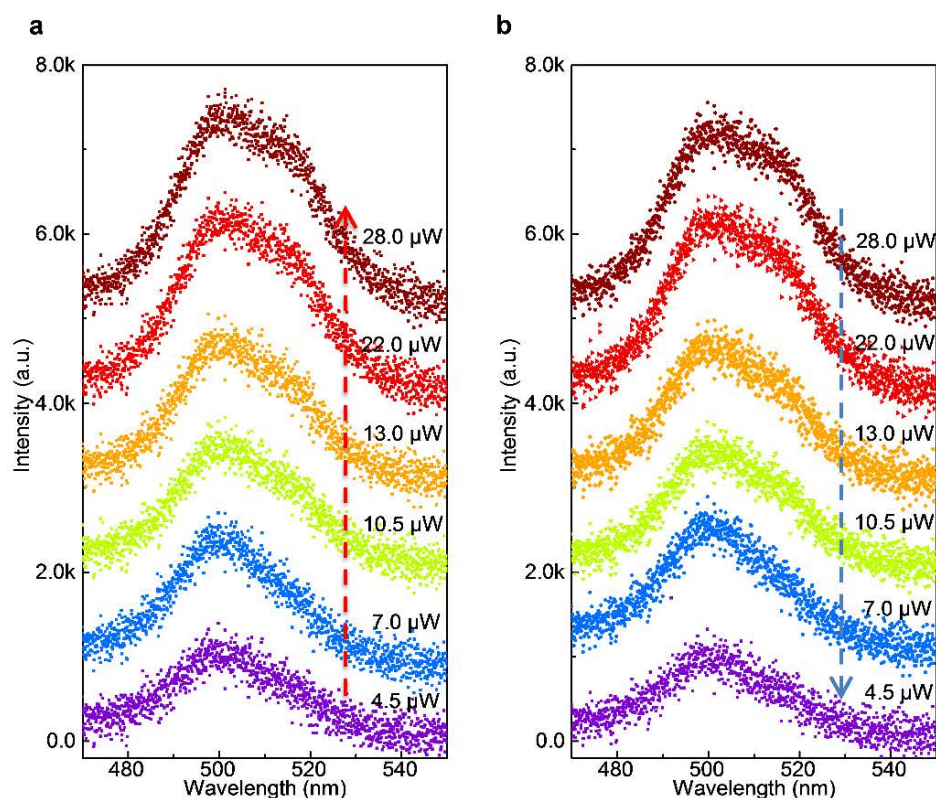 a
8.0k
6.0k
4.0k
2.0k
0.0
Intensity (a.u.)
28.0 µW
22.0 µW
13.0 µW
10.5 µW
7.0 µW
4.5 µW
480
500
520
540
Wavelength (nm)
b
8.0k
6.0k
4.0k
2.0k
0.0
Intensity (a.u.)
28.0 µW
22.0 µW
13.0 µW
10.5 µW
7.0 µW
4.5 µW
480
500
520
540
Wavelength (nm)